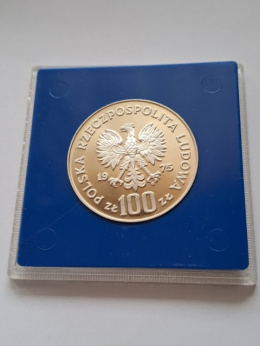 POLSKA RZECZPOSPOLITA LUDOWA
19 75
zł 100 zł